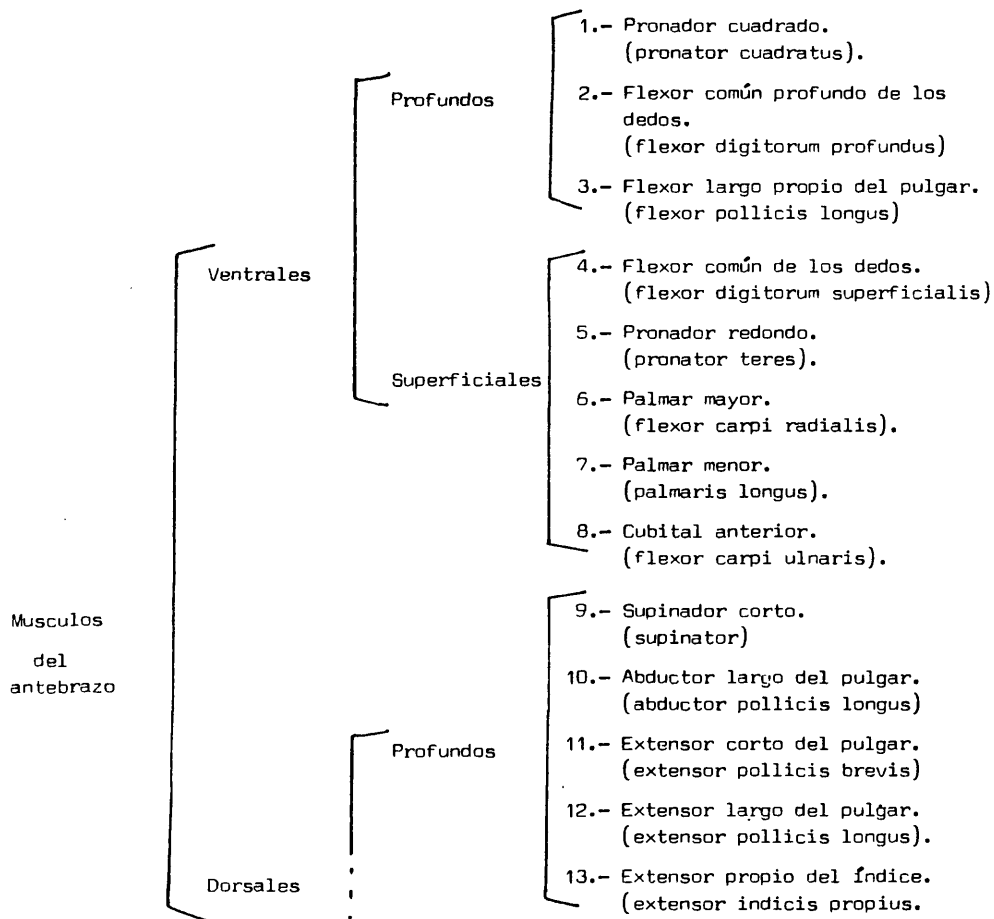 Musculos
del
antebrazo
Ventrales
Profundos
1.- Pronador cuadrado.
(pronator cuadratus).
2.- Flexor común profundo de los
dedos.
(flexor digitorum profundus)
3.- Flexor largo propio del pulgar.
(flexor pollicis longus)
Superficiales
4.- Flexor común de los dedos.
(flexor digitorum superficialis)
5.- Pronador redondo.
(pronator teres).
6.- Palmar mayor.
(flexor carpi radialis).
7.- Palmar menor.
(palmaris longus).
8.- Cubital anterior.
(flexor carpi ulnaris).
Dorsales
Profundos
9.- Supinador corto.
(supinator)
10.- Abductor largo del pulgar.
(abductor pollicis longus)
11.- Extensor corto del pulgar.
(extensor pollicis brevis)
12.- Extensor largo del pulgar.
(extensor pollicis longus).
13.- Extensor propio del índice.
(extensor indicis propius.